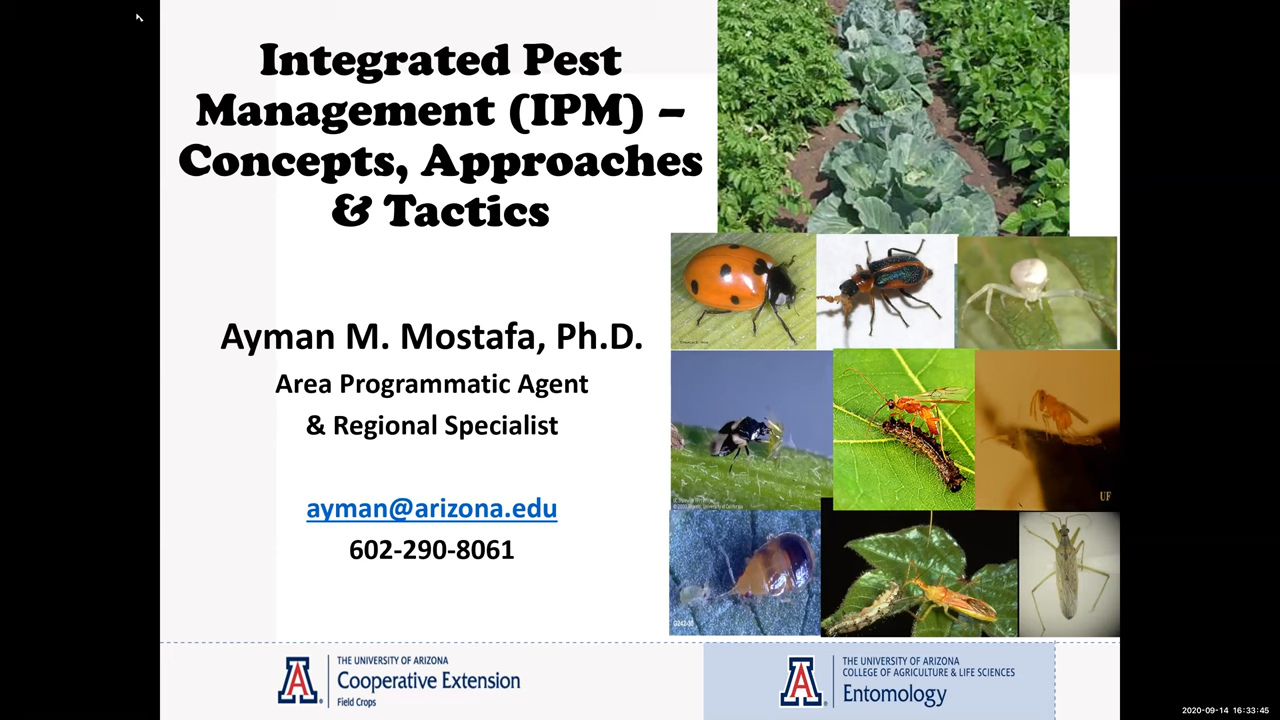 Integrated Pest
Management (IPM) –
Concepts, Approaches
& Tactics
Ayman M. Mostafa, Ph.D.
Area Programmatic Agent
& Regional Specialist
ayman@arizona.edu
602-290-8061
UF
THE UNIVERSITY OF ARIZONA
Cooperative Extension
Field Crops
THE UNIVERSITY OF ARIZONA
COLLEGE OF AGRICULTURE & LIFE SCIENCES
Entomology
2020-09-14 16:33:45